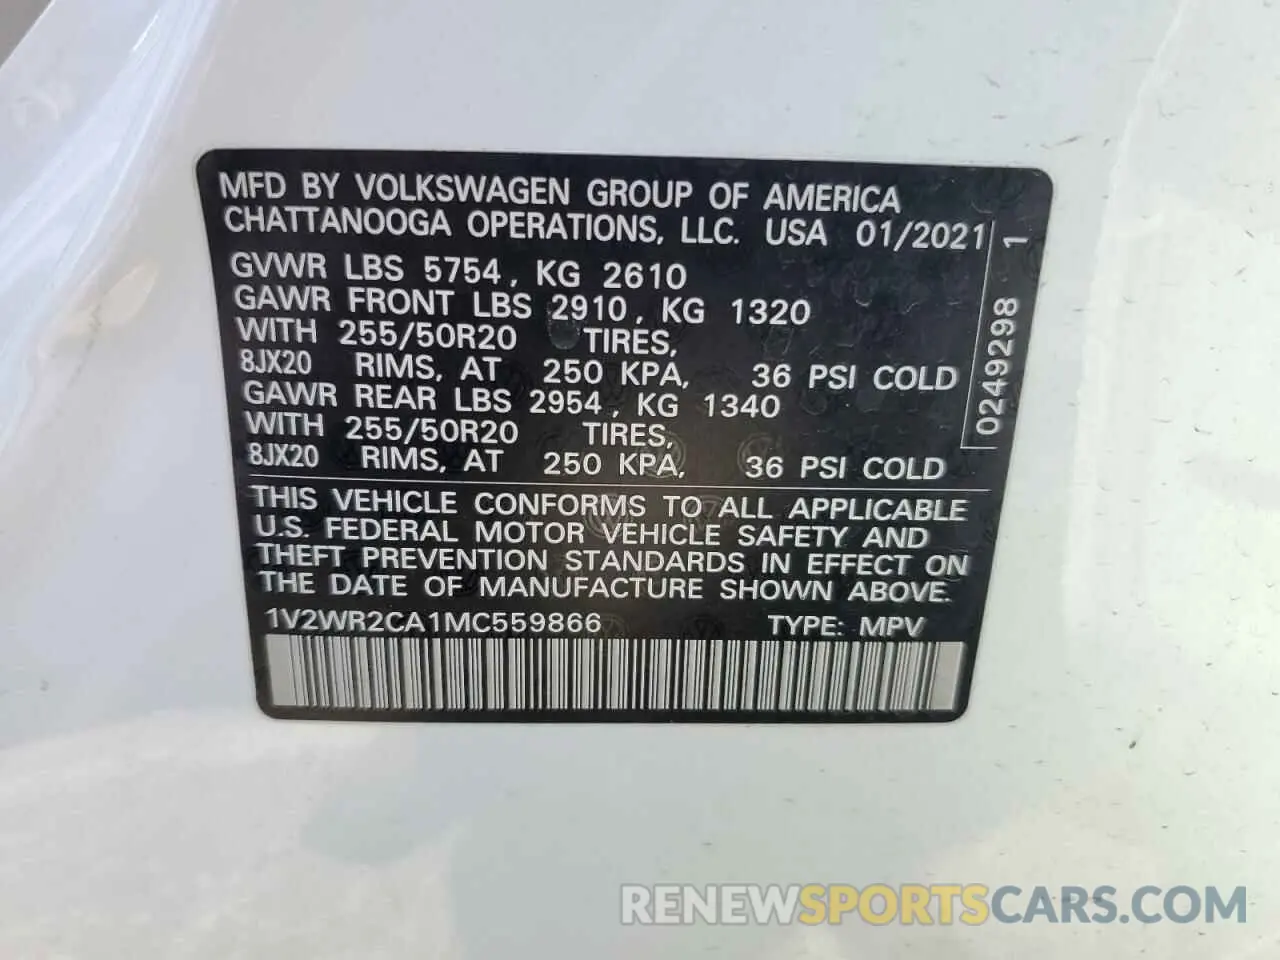 MFD BY VOLKSWAGEN GROUP OF AMERICA
CHATTANOOGA OPERATIONS, LLC. USA 01/2021
GVWR LBS 5754, KG 2610
GAWR FRONT LBS 2910, KG 1320
WITH 255/50R20 TIRES,
8JX20 RIMS, AT 250 KPA, 36 PSI COLD
GAWR REAR LBS 2954, KG 1340
WITH 255/50R20 TIRES,
8JX20 RIMS, AT 250 KPA, 36 PSI COLD
0249298 1
THIS VEHICLE CONFORMS TO ALL APPLICABLE
U.S. FEDERAL MOTOR VEHICLE SAFETY AND
THEFT PREVENTION STANDARDS IN EFFECT ON
THE DATE OF MANUFACTURE SHOWN ABOVE.
1V2WR2CA1MC559866 TYPE: MPV
RENEWSPORTSCARS.COM